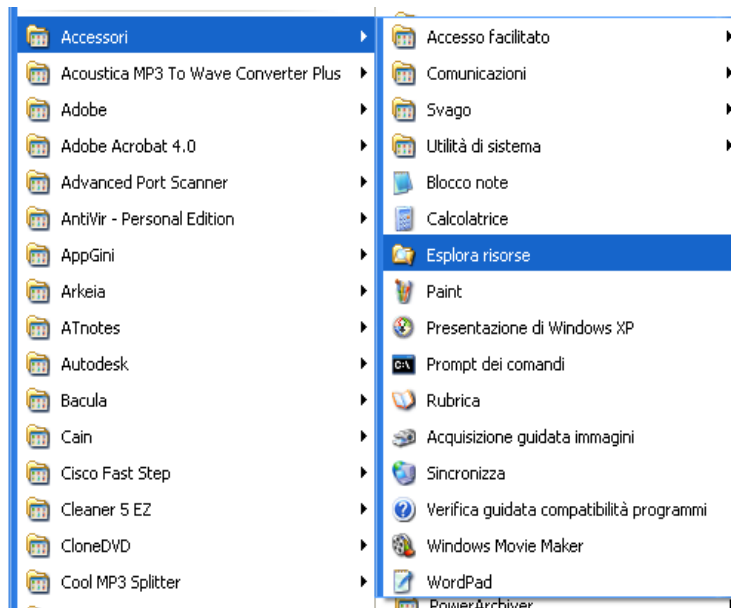 Accessori
Acoustica MP3 To Wave Converter Plus
Adobe
Adobe Acrobat 4.0
Advanced Port Scanner
AntiVir - Personal Edition
AppGini
Arkeia
ATnotes
Autodesk
Bacula
Cain
Cisco Fast Step
Cleaner 5 EZ
CloneDVD
Cool MP3 Splitter
Accesso facilitato
Comunicazioni
Svago
Utilità di sistema
Blocco note
Calcolatrice
Esplora risorse
Paint
Presentazione di Windows XP
Prompt dei comandi
Rubrica
Acquisizione guidata immagini
Sincronizza
Verifica guidata compatibilità programmi
Windows Movie Maker
WordPad
PowerArchiver